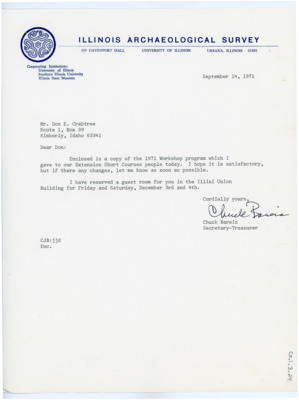 ILLINOIS ARCHAEOLOGICAL SURVEY
109 DAVENPORT HALL UNIVERSITY OF ILLINOIS URBANA, ILLINOIS 61801
Cooperating Institutions:
University of Illinois
Southern Illinois University
Illinois State Museum
September 14, 1971
Mr. Don E. Crabtree
Route 1, Box 39
Kimberly, Idaho 83341
Dear Don:
Enclosed is a copy of the 1971 Workshop program which I
gave to our Extension Short Courses people today. I hope it is satisfactory,
but if there any changes, let me know as soon as possible.
I have reserved a guest room for you in the Illini Union
Building for Friday and Saturday, December 3rd and 4th.
Cordially yours,
Chuck Bareis
Chuck Bareis
Secretary-Treasurer
CJB:jjd
Enc.